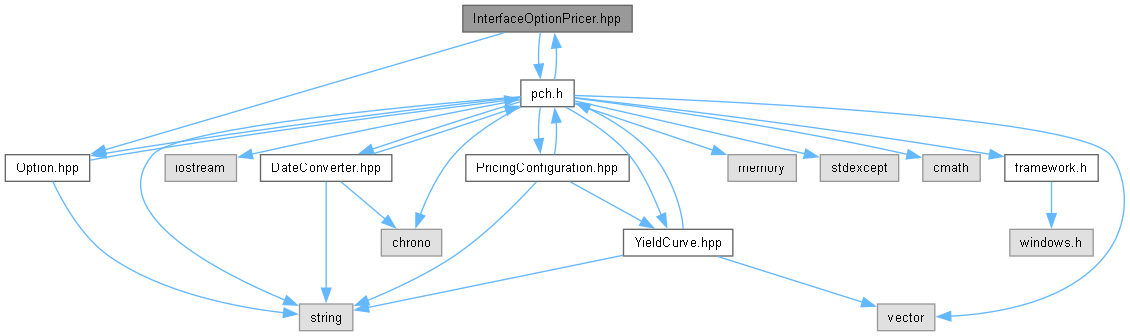 InterfaceOptionPricer.hpp
pch.h
Option.hpp
iostream
DateConverter.hpp
PricingConfiguration.hpp
memory
stdexcept
cmath
framework.h
chrono
YieldCurve.hpp
windows.h
string
vector